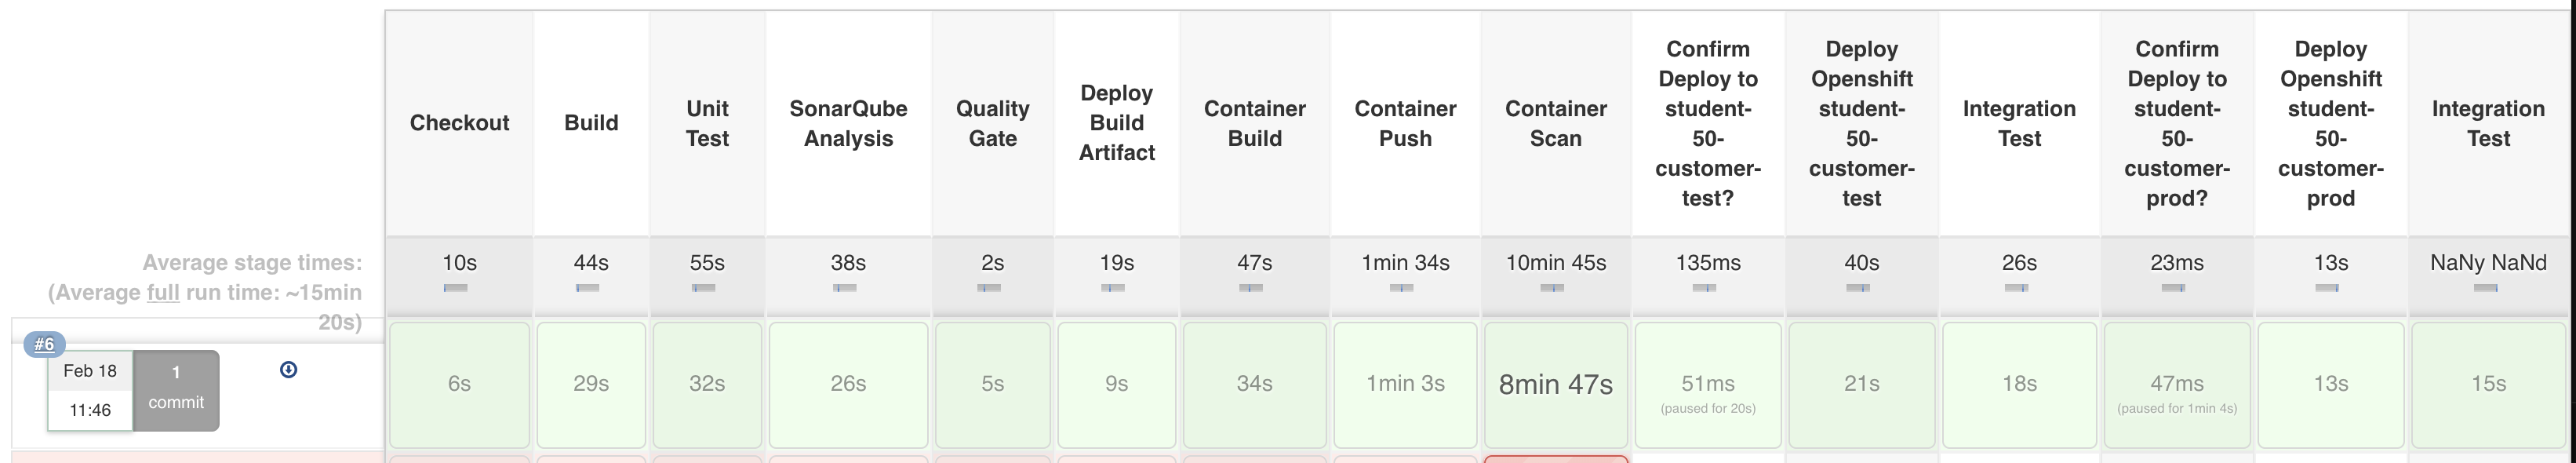 Checkout
Build
Unit
Test
SonarQube
Analysis
Quality
Gate
Deploy
Build
Artifact
Container
Build
Container
Push
Container
Scan
Confirm
Deploy to
student-
50-
customer-
test?
Deploy
Openshift
student-
50-
customer-
test
Integration
Test
Confirm
Deploy to
student-
50-
customer-
prod?
Deploy
Openshift
student-
50-
customer-
prod
Integration
Test
Average stage times:
(Average full run time: ~15min
20s)
10s
44s
55s
38s
2s
19s
47s
1min 34s
10min 45s
135ms
40s
26s
23ms
13s
NaNy NaNd
#6
Feb 18
11:46
1
commit
6s
29s
32s
26s
5s
9s
34s
1min 3s
8min 47s
51ms
(paused for 20s)
21s
18s
47ms
(paused for 1min 4s)
13s
15s